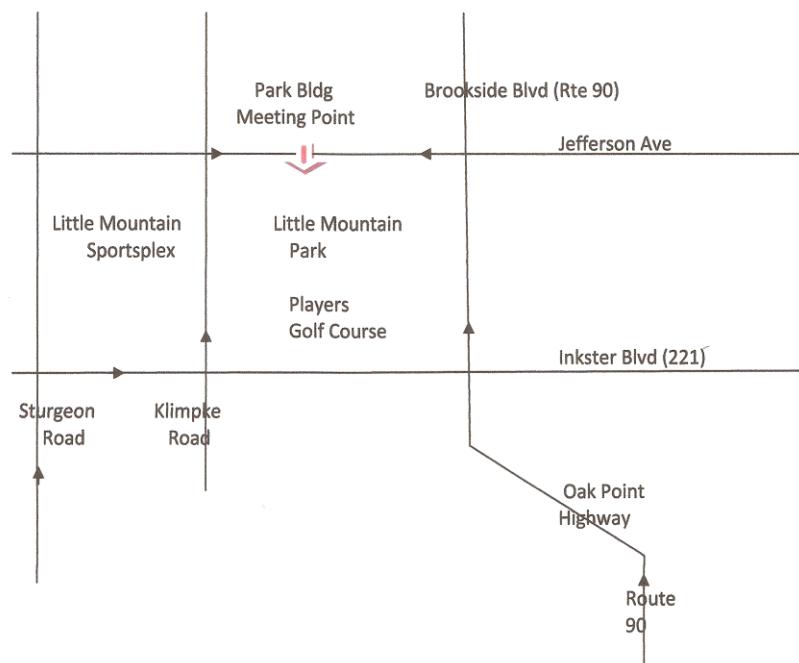 Park Bldg
Meeting Point
Brookside Blvd (Rte 90)
Jefferson Ave
Little Mountain
Sportsplex
Little Mountain
Park
Players
Golf Course
Inkster Blvd (221)
Sturgeon
Road
Klimpke
Road
Oak Point
Highway
Route
90